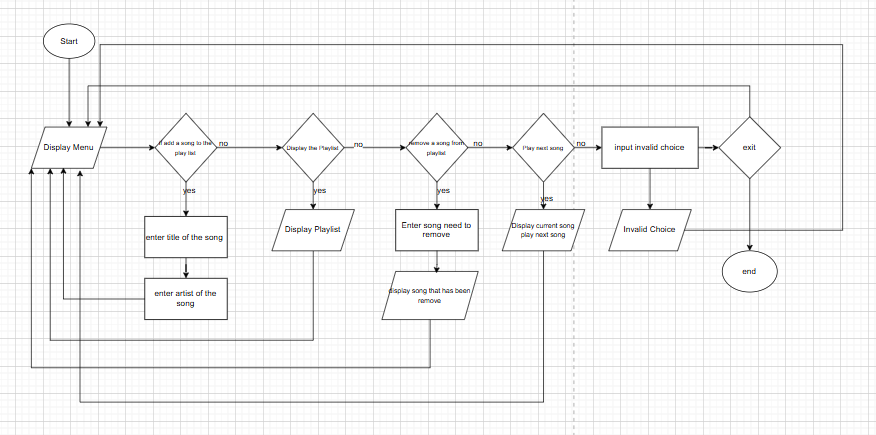 Start
Display Menu
if add a song to the
play list
no
Display the Playlist
no
remove a song from
playlist
no
Play next song
no
input invalid choice
exit
yes
yes
yes
yes
enter title of the song
Display Playlist
Enter song need to
remove
Display current song
play next song
Invalid Choice
enter artist of the
song
display song that has been
remove
end